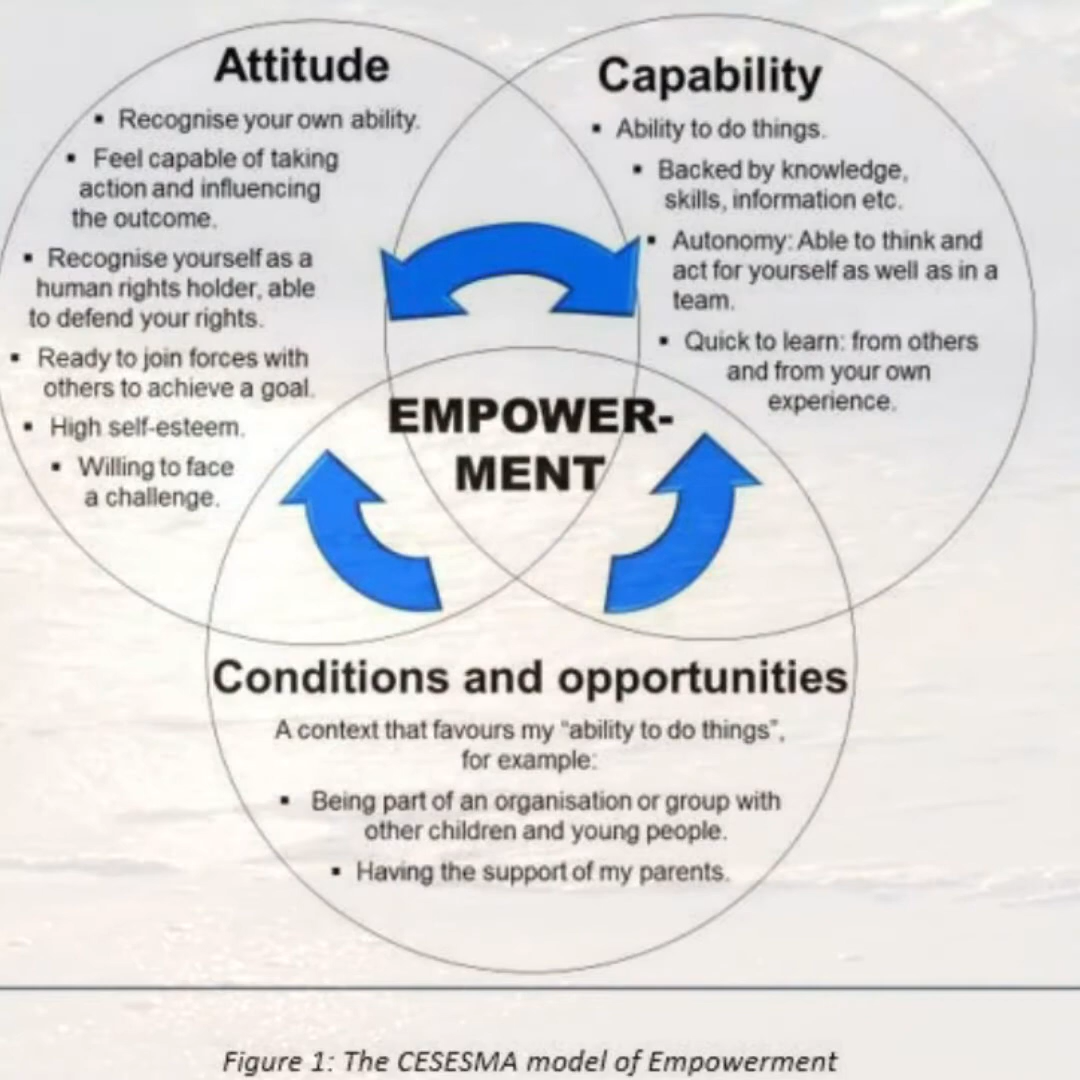 Attitude
▪ Recognise your own ability.
▪ Feel capable of taking
action and influencing
the outcome.
▪ Recognise yourself as a
human rights holder, able
to defend your rights.
▪ Ready to join forces with
others to achieve a goal.
▪ High self-esteem.
▪ Willing to face
a challenge.
Capability
▪ Ability to do things.
▪ Backed by knowledge,
skills, information etc.
▪ Autonomy: Able to think and
act for yourself as well as in a
team.
▪ Quick to learn: from others
and from your own
experience.
EMPOWER-
MENT
Conditions and opportunities
A context that favours my “ability to do things”,
for example:
▪ Being part of an organisation or group with
other children and young people.
▪ Having the support of my parents.
Figure 1: The CESESMA model of Empowerment